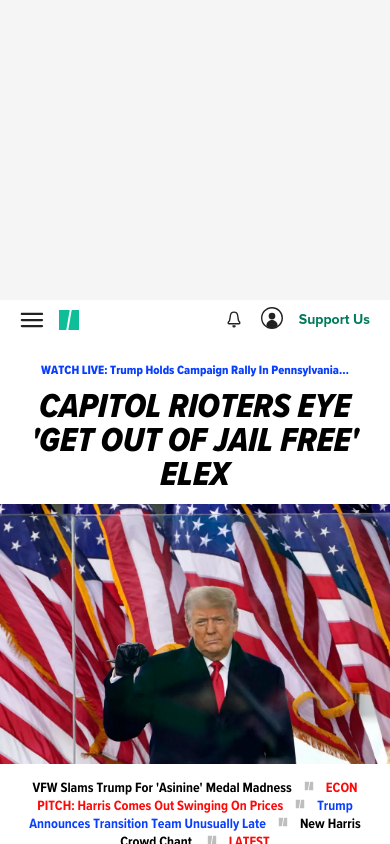 Support Us
WATCH LIVE: Trump Holds Campaign Rally In Pennsylvania...
CAPITOL RIOTERS EYE
'GET OUT OF JAIL FREE'
ELEX
VFW Slams Trump For 'Asinine' Medal Madness // ECON
PITCH: Harris Comes Out Swinging On Prices // Trump
Announces Transition Team Unusually Late // New Harris
Crowd Chant // LATEST